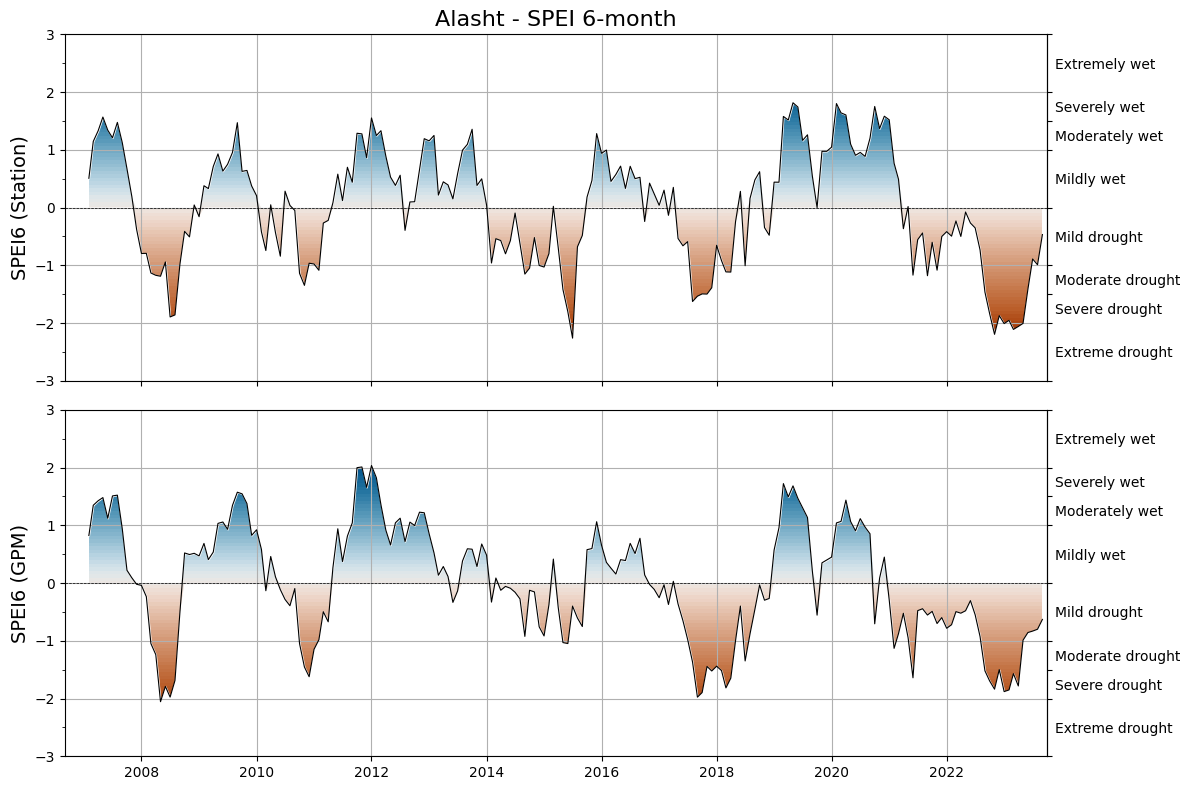 Alasht - SPEI 6-month
SPEI6 (Station)
3
2
1
0
−1
−2
−3
Extremely wet
Severely wet
Moderately wet
Mildly wet
Mild drought
Moderate drought
Severe drought
Extreme drought
SPEI6 (GPM)
3
2
1
0
−1
−2
−3
Extremely wet
Severely wet
Moderately wet
Mildly wet
Mild drought
Moderate drought
Severe drought
Extreme drought
2008 2010 2012 2014 2016 2018 2020 2022